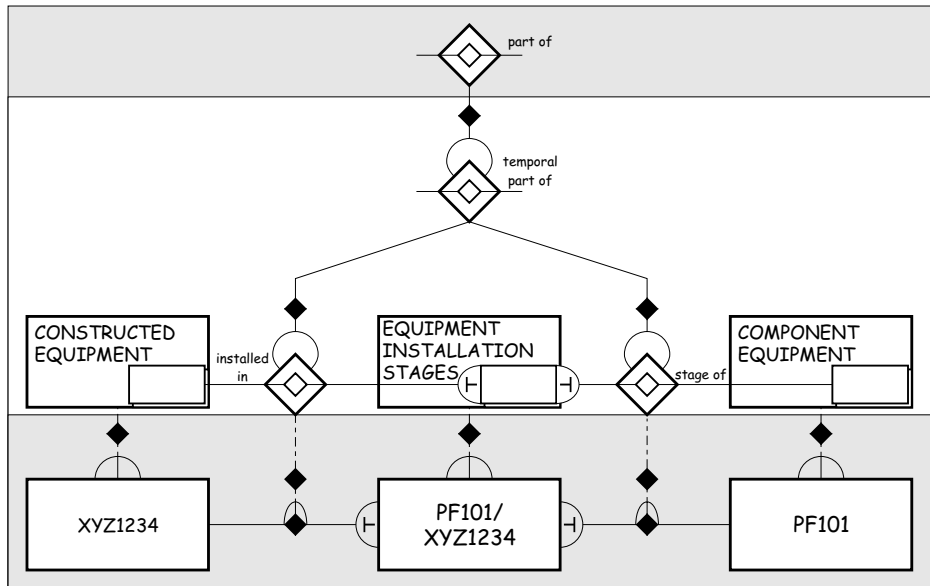 part of
temporal
part of
CONSTRUCTED
EQUIPMENT
installed
in
EQUIPMENT
INSTALLATION
STAGES
T
T
stage of
COMPONENT
EQUIPMENT
XYZ1234
T
PF101/
XYZ1234
T
PF101